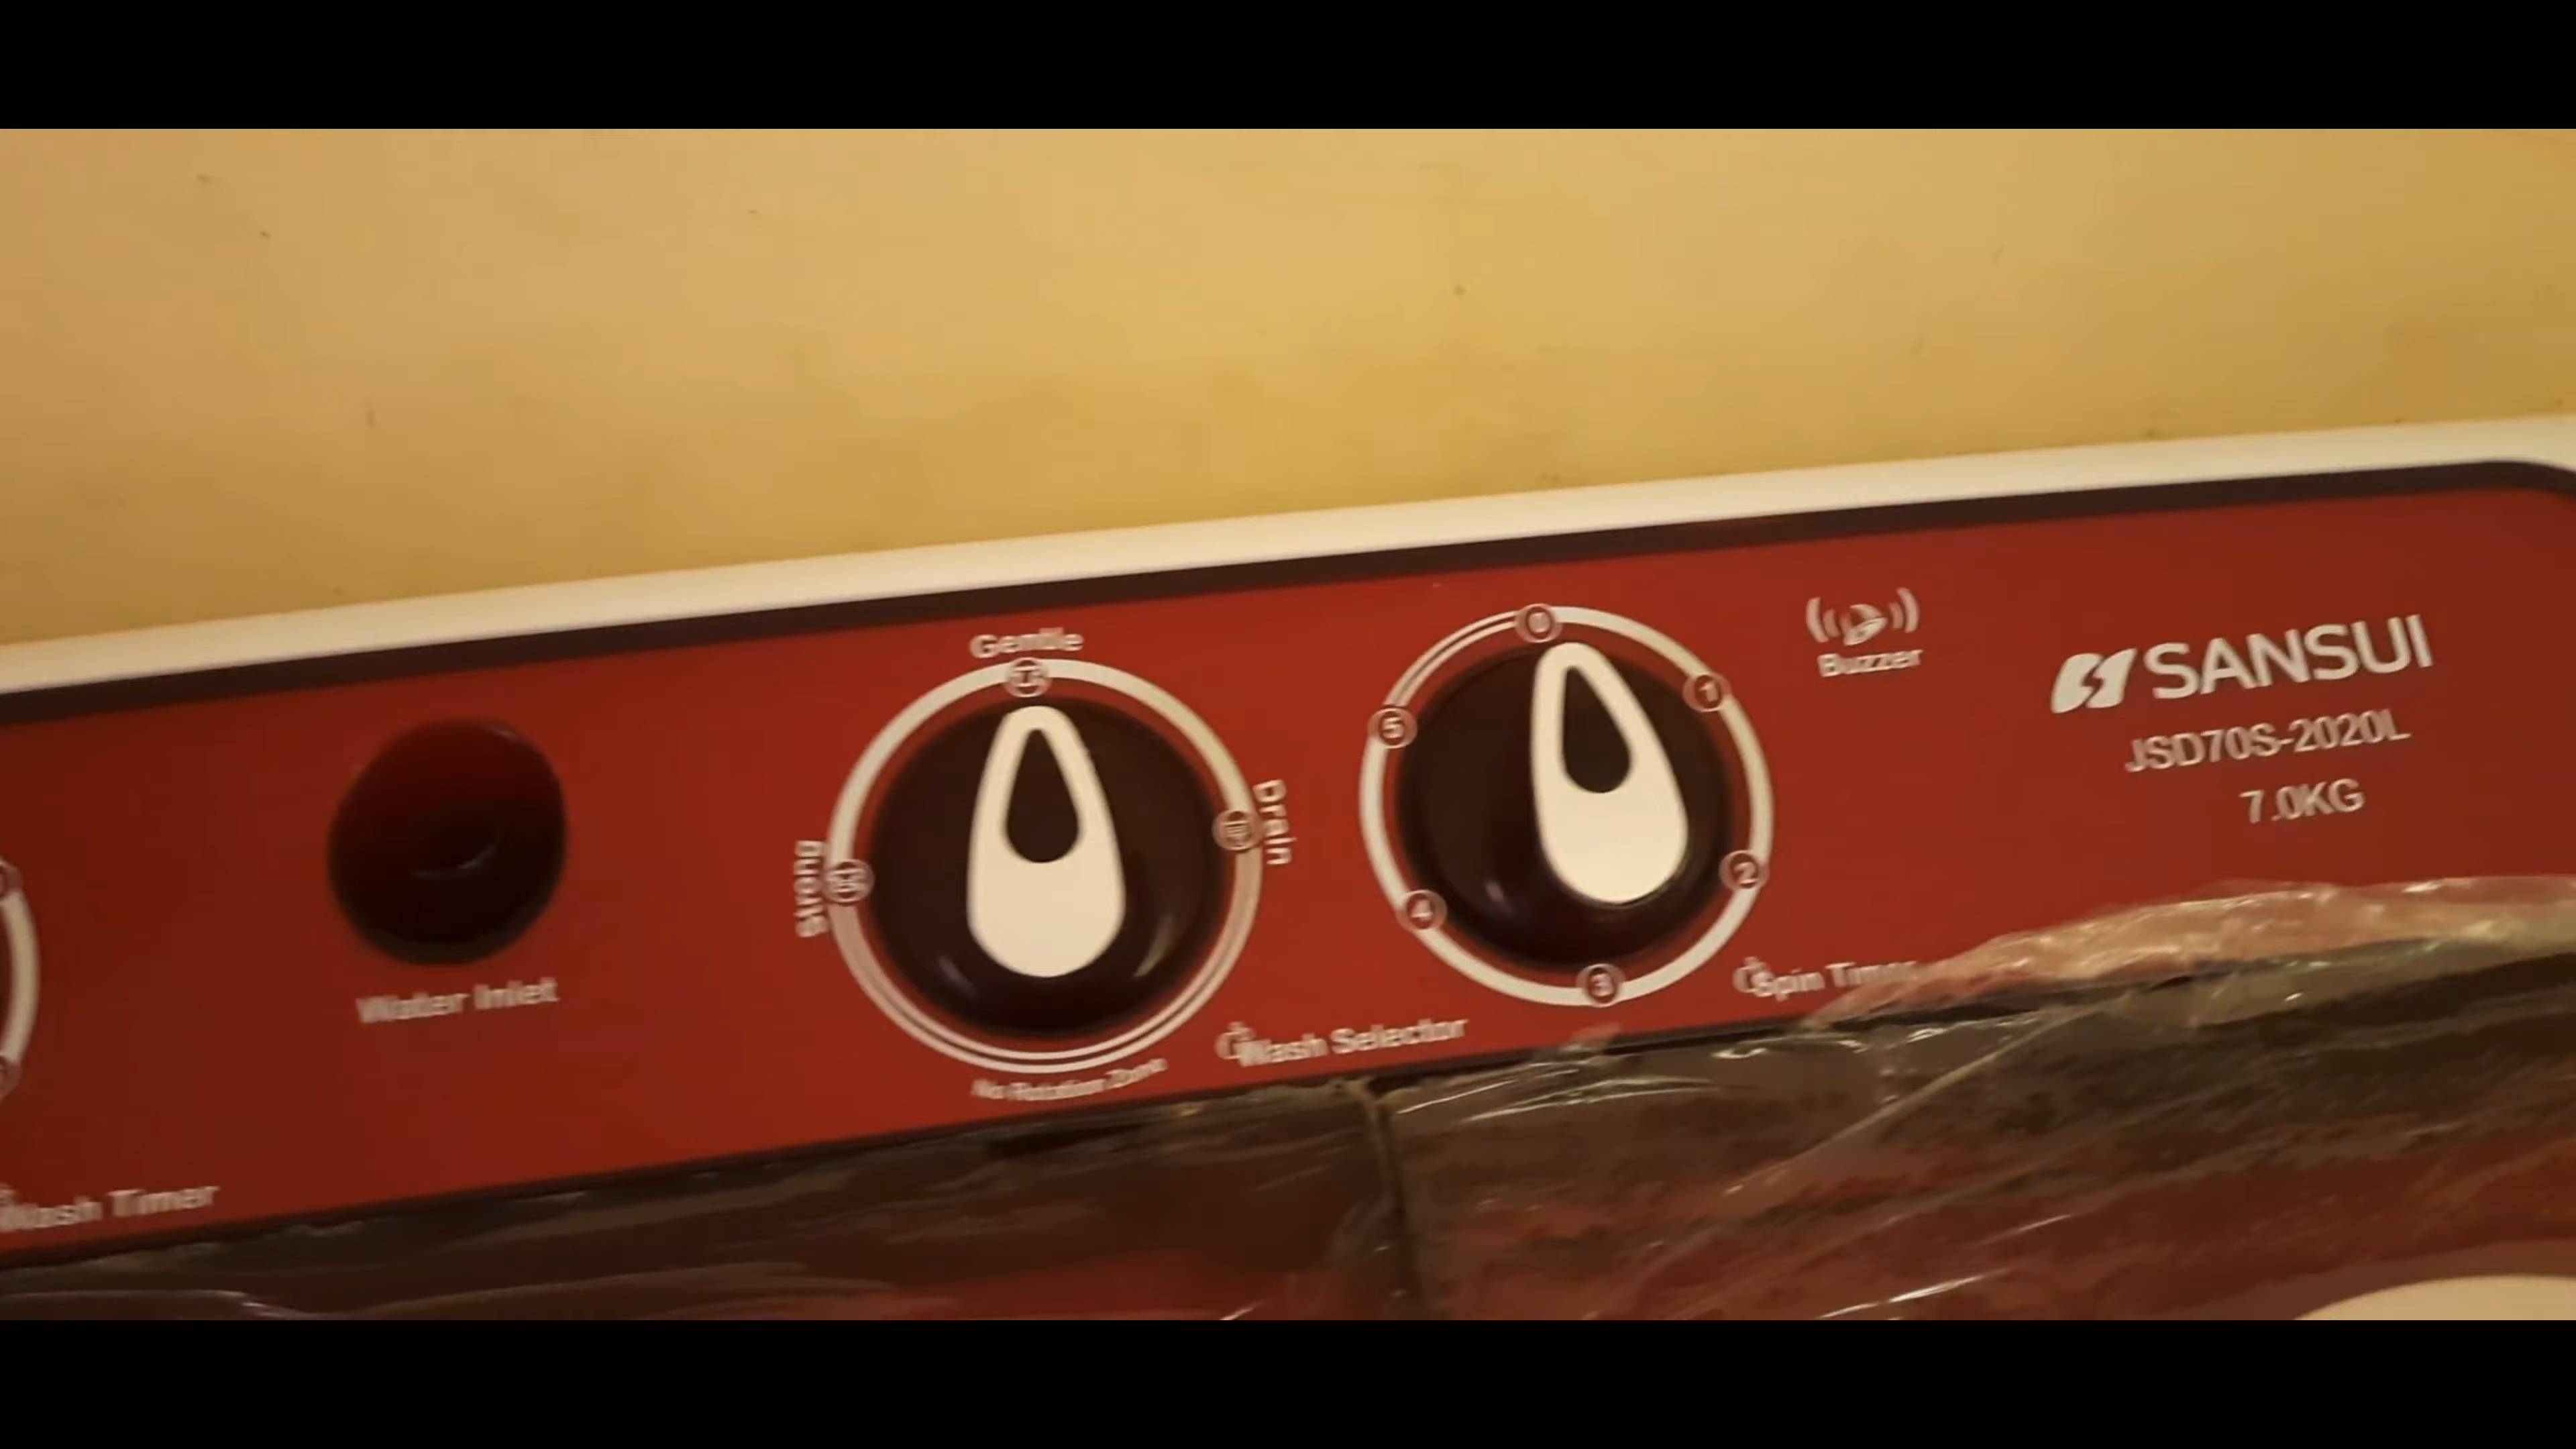 Gentle
Strong
Drain
No Rotation Zone
Wash Selector
0
1
2
3
4
5
Spin Timer
Buzzer
SANSUI
JSD70S-2020L
7.0KG
Water Inlet
Wash Timer